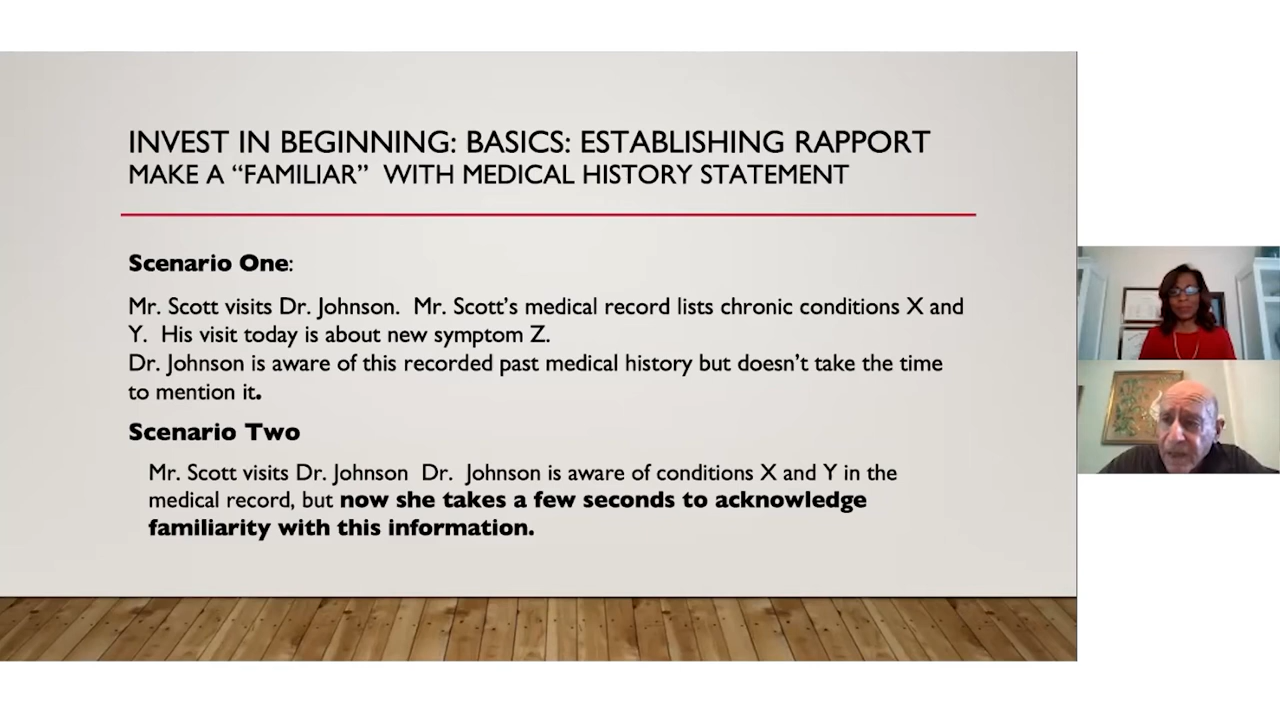 INVEST IN BEGINNING: BASICS: ESTABLISHING RAPPORT
MAKE A “FAMILIAR” WITH MEDICAL HISTORY STATEMENT
Scenario One:
Mr. Scott visits Dr. Johnson. Mr. Scott’s medical record lists chronic conditions X and
Y. His visit today is about new symptom Z.
Dr. Johnson is aware of this recorded past medical history but doesn’t take the time
to mention it.
Scenario Two
Mr. Scott visits Dr. Johnson Dr. Johnson is aware of conditions X and Y in the
medical record, but now she takes a few seconds to acknowledge
familiarity with this information.